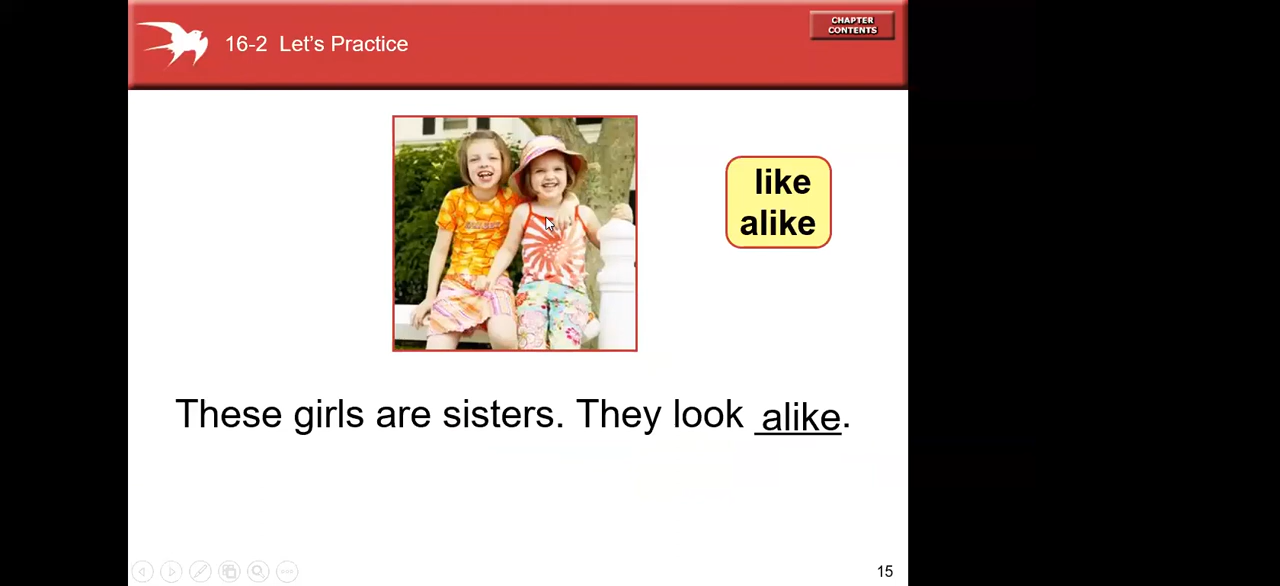 CHAPTER
CONTENTS
16-2 Let's Practice
like
alike
These girls are sisters. They look alike.
15